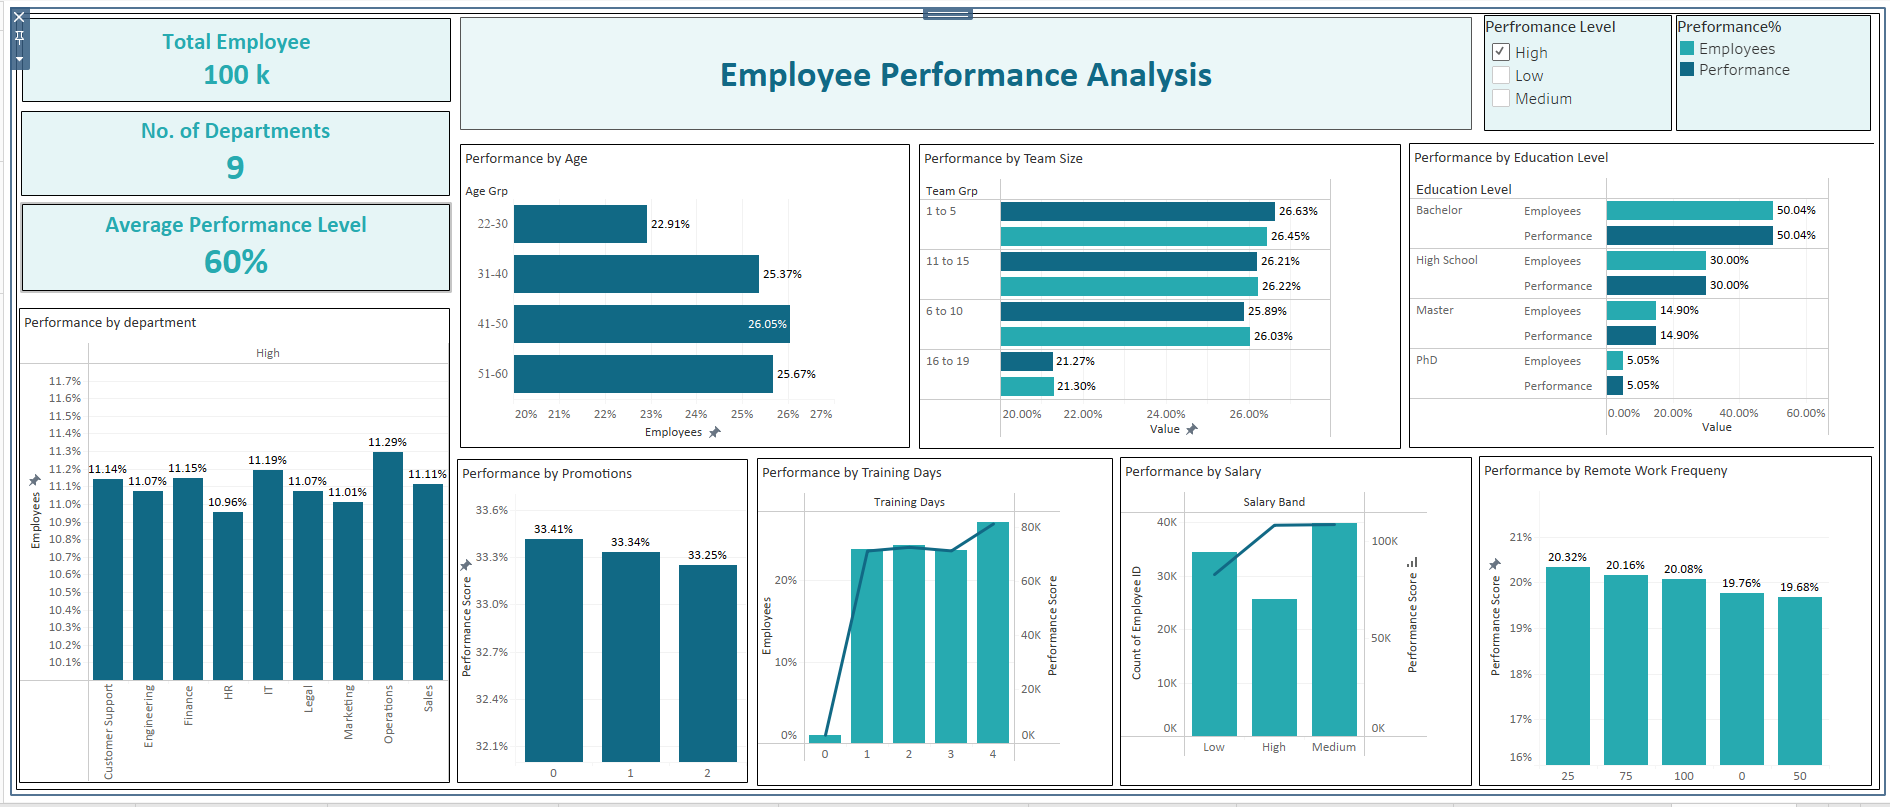 Total Employee
100 k
No. of Departments
9
Average Performance Level
60%
Employee Performance Analysis
Perfromance Level
High
Low
Medium
Preformance%
Employees
Performance
Performance by department
High
11.7%
11.6%
11.5%
11.4%
11.3%
11.2%
11.1%
11.0%
10.9%
10.8%
10.7%
10.6%
10.5%
10.4%
10.3%
10.2%
10.1%
Employees
11.14%
11.07%
11.15%
10.96%
11.19%
11.07%
11.01%
11.29%
11.11%
Customer Support
Engineering
Finance
HR
IT
Legal
Marketing
Operations
Sales
Performance by Age
Age Grp
22-30 22.91%
31-40 25.37%
41-50 26.05%
51-60 25.67%
20% 21% 22% 23% 24% 25% 26% 27%
Employees
Performance by Team Size
Team Grp
1 to 5 26.63%
26.45%
11 to 15 26.21%
26.22%
6 to 10 25.89%
26.03%
16 to 19 21.27%
21.30%
20.00% 22.00% 24.00% 26.00%
Value
Performance by Education Level
Education Level
Bachelor Employees 50.04%
Performance 50.04%
High School Employees 30.00%
Performance 30.00%
Master Employees 14.90%
Performance 14.90%
PhD Employees 5.05%
Performance 5.05%
0.00% 20.00% 40.00% 60.00%
Value
Performance by Promotions
33.6%
33.3%
33.0%
32.7%
32.4%
32.1%
Performance Score
33.41%
33.34%
33.25%
0 1 2
Performance by Training Days
Training Days
20%
10%
0%
Employees
80K
60K
40K
20K
0K
Performance Score
0 1 2 3 4
Performance by Salary
Salary Band
40K
30K
20K
10K
0K
Count of Employee ID
100K
50K
0K
Performance Score
Low High Medium
Performance by Remote Work Frequeny
21%
20%
19%
18%
17%
16%
Performance Score
20.32%
20.16%
20.08%
19.76%
19.68%
25 75 100 0 50